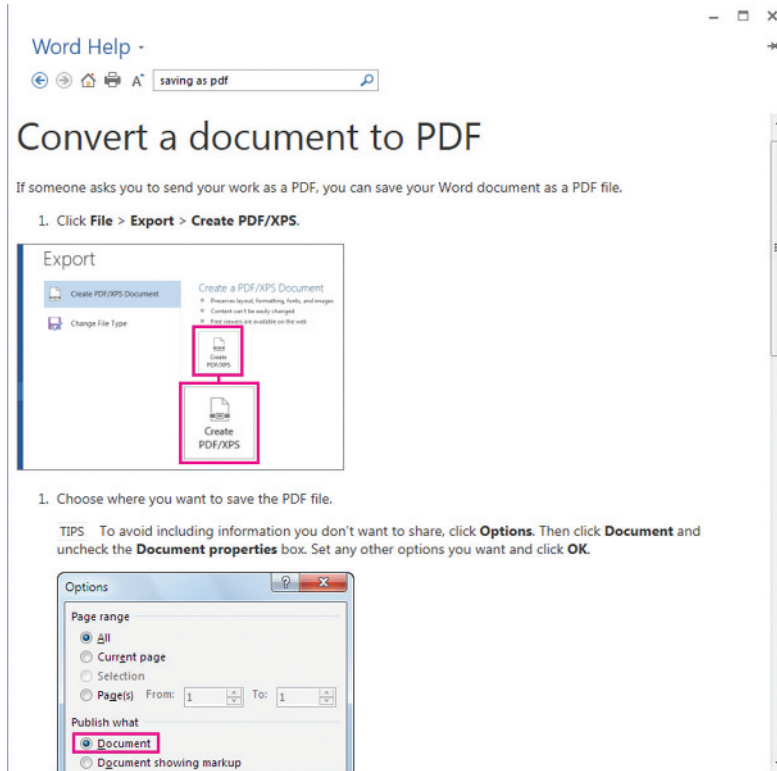 Word Help
saving as pdf
Convert a document to PDF
If someone asks you to send your work as a PDF, you can save your Word document as a PDF file.
1. Click File > Export > Create PDF/XPS.
Export
Create PDF/XPS Document
Change File Type
Create a PDF/XPS Document
Preserves layout, formatting, fonts, and images
Content can't be easily changed
Free viewers are available on the web
Create
PDF/XPS
Create
PDF/XPS
1. Choose where you want to save the PDF file.
TIPS To avoid including information you don't want to share, click Options. Then click Document and
uncheck the Document properties box. Set any other options you want and click OK.
Options
Page range
All
Current page
Selection
Page(s) From: 1 To: 1
Publish what
Document
Document showing markup